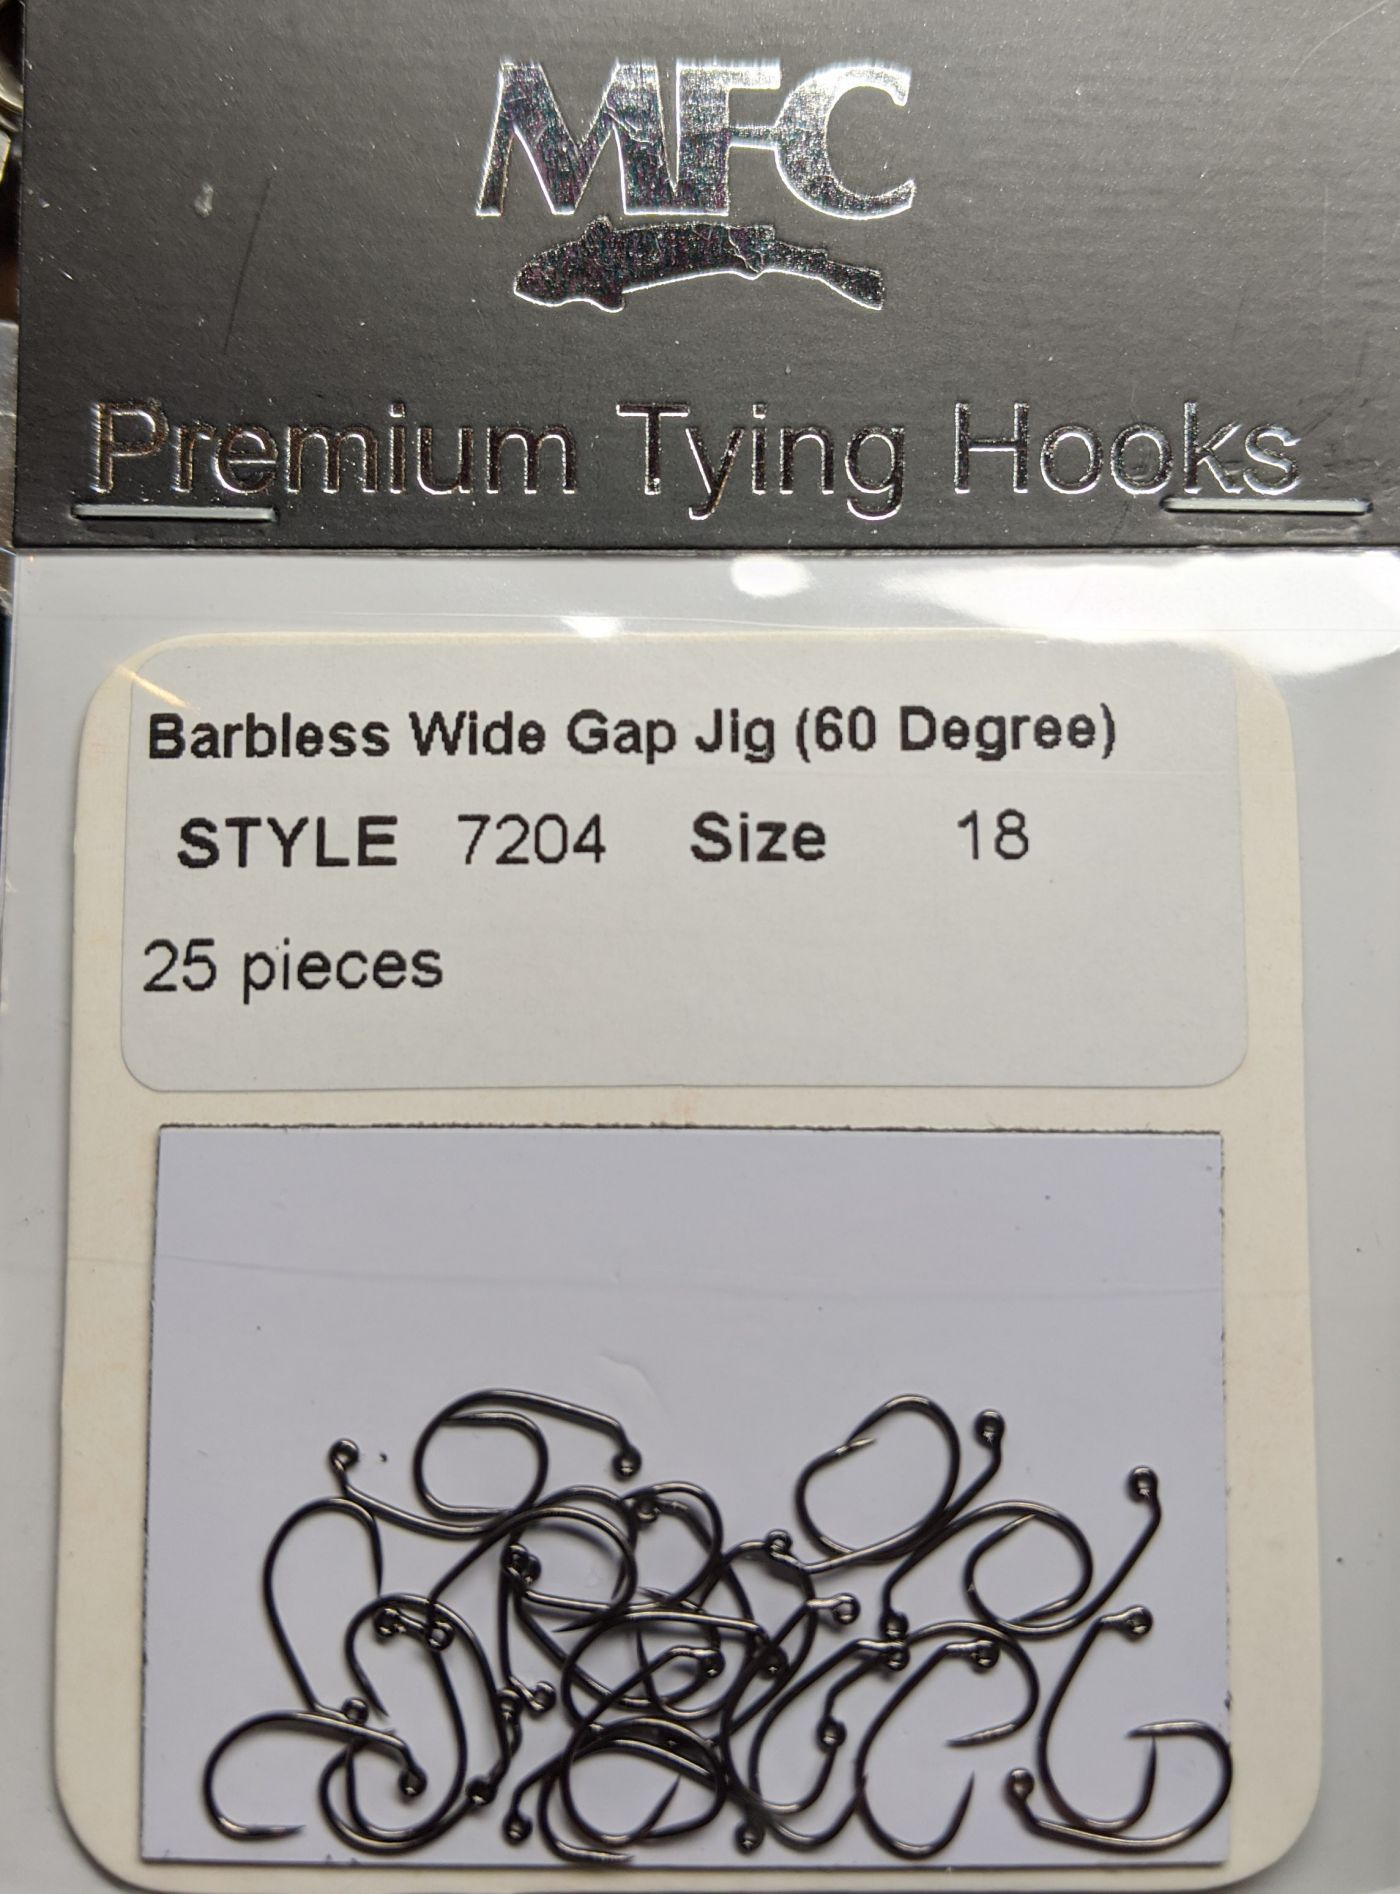 MFC
Premium Tying Hooks
Barbless Wide Gap Jig (60 Degree)
STYLE 7204 Size 18
25 pieces